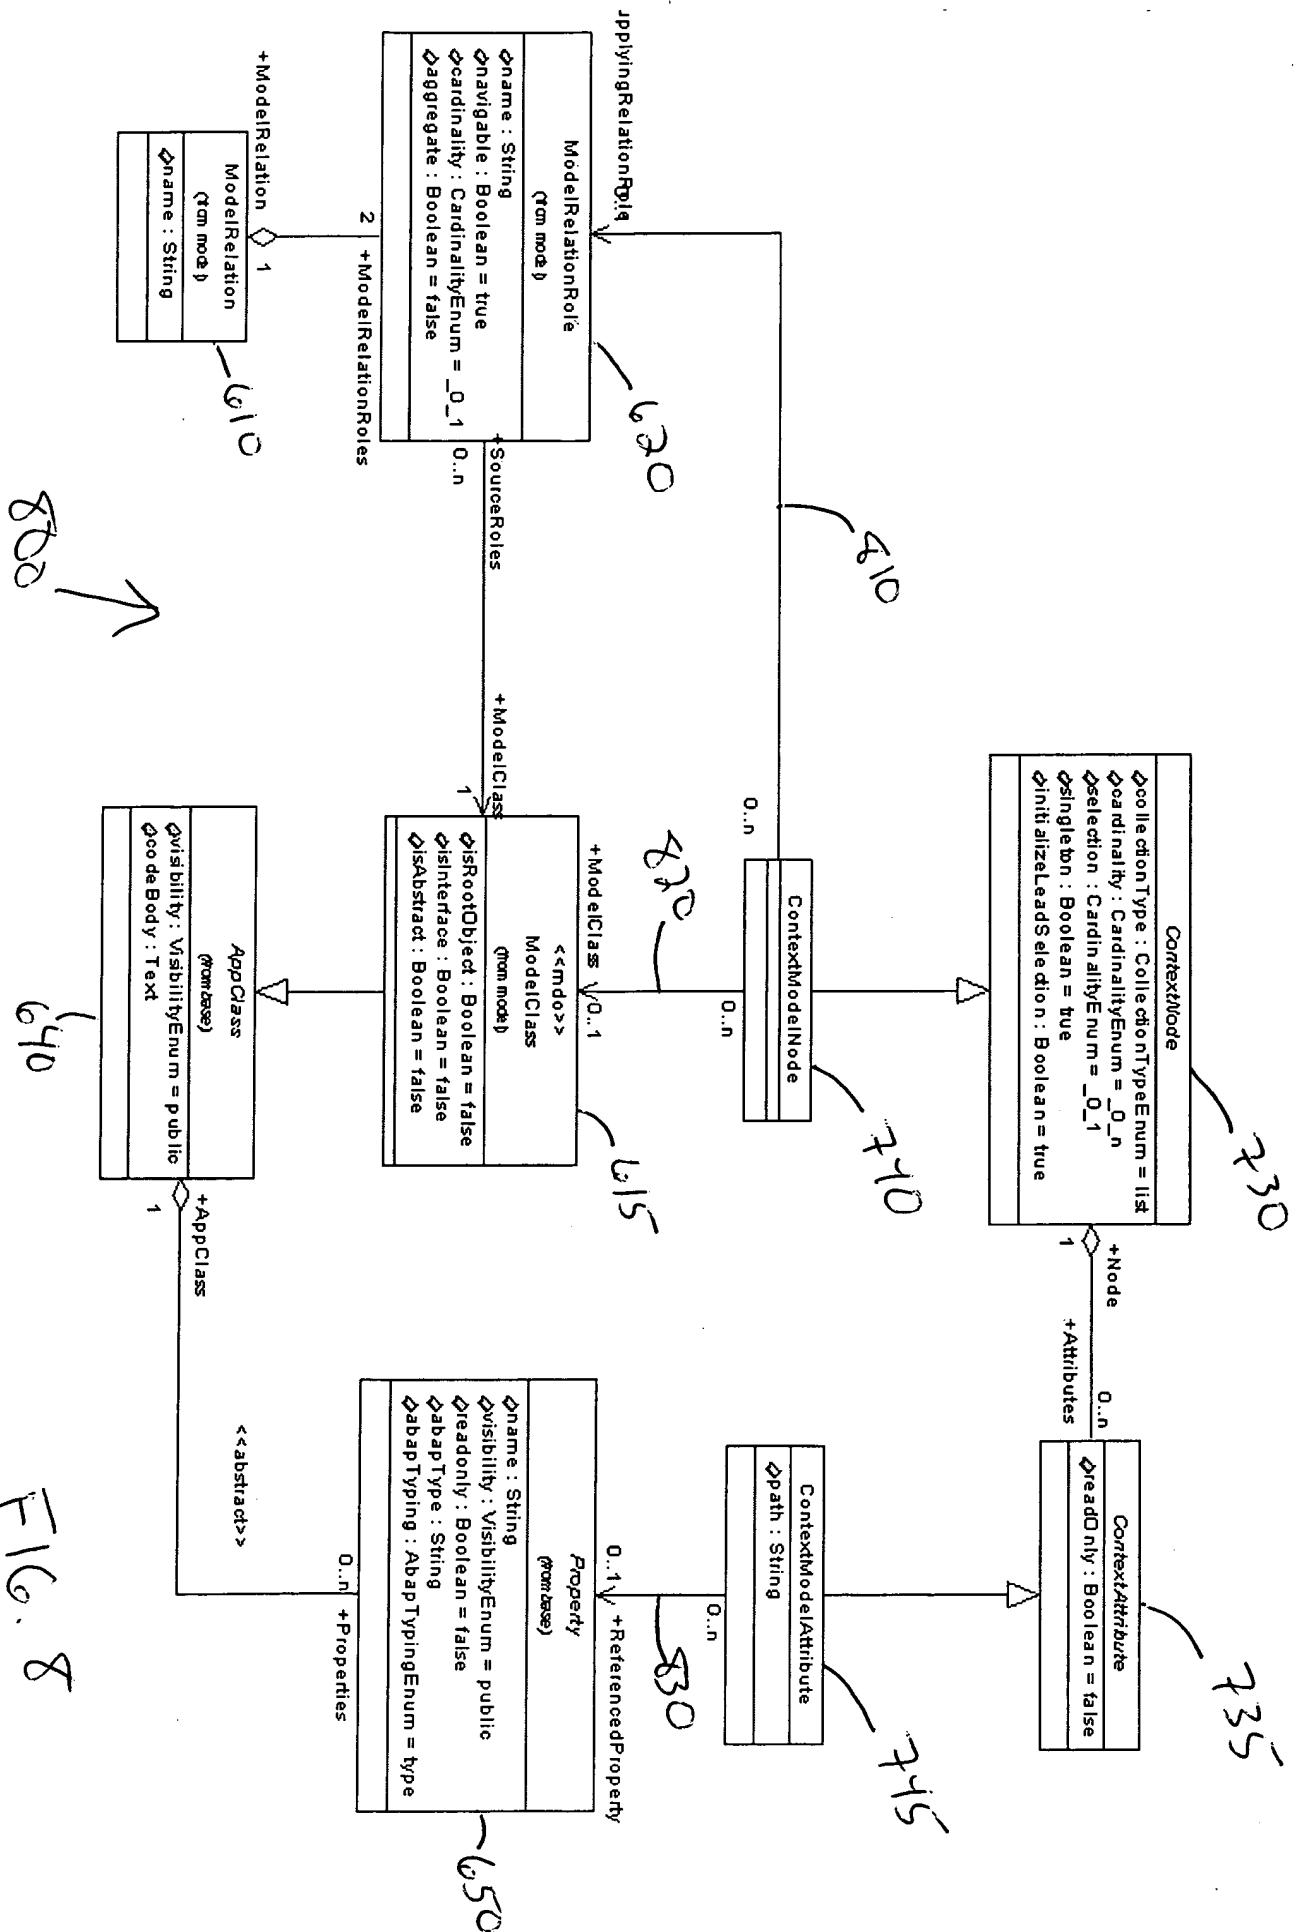 ContextNode
collectionType : CollectionTypeEnum = list
cardinality : CardinalityEnum = _0_n
selection : CardinalityEnum = _0_1
singleton : Boolean = true
initializeLeadSelection : Boolean = true
730
1
+Node
+Attributes
0..n
ContextAttribute
readOnly : Boolean = false
735
ContextModelNode
740
0..n
0..n
810
820
ContextModelAttribute
path : String
745
0..n
830
0..1
+ReferencedProperty
pplyingRelationRole
ModelRelationRole
(from model)
name : String
navigable : Boolean = true
cardinality : CardinalityEnum = _0_1
aggregate : Boolean = false
620
+SourceRoles
0..n
+ModelClass
1
+ModelClass
0..1
<<mdo>>
ModelClass
(from model)
isRootObject : Boolean = false
isInterface : Boolean = false
isAbstract : Boolean = false
615
Property
(from base)
name : String
visibility : VisibilityEnum = public
readonly : Boolean = false
abapType : String
abapTyping : AbapTypingEnum = type
650
2
+ModelRelationRoles
+ModelRelation
1
ModelRelation
(from model)
name : String
610
AppClass
(from base)
visibility : VisibilityEnum = public
codeBody : Text
640
+AppClass
1
<<abstract>>
0..n
+Properties
800
FIG. 8